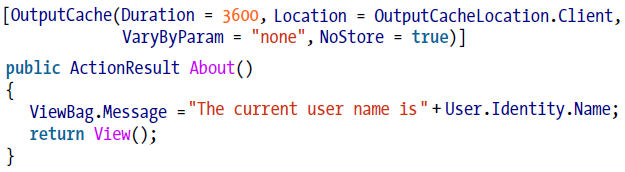 [OutputCache(Duration = 3600, Location = OutputCacheLocation.Client,
VaryByParam = "none", NoStore = true)]
public ActionResult About()
{
ViewBag.Message ="The current user name is"+User.Identity.Name;
return View();
}